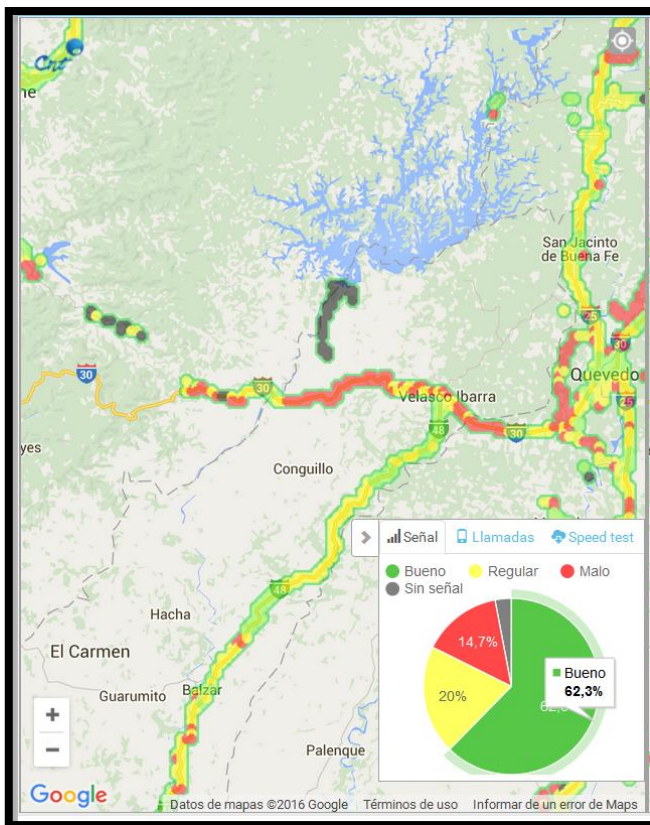 Cnt
ne
San Jacinto
de Buena Fe
25
30
30
30
Quevedo
25
Velasco Ibarra
48
30
yes
Conguillo
48
Hacha
El Carmen
Guarumito
Balzar
Palenque
Señal
Llamadas
Speed test
Bueno
Regular
Malo
Sin señal
14,7%
20%
Bueno
62,3%
+
−
Google
Datos de mapas ©2016 Google
Términos de uso
Informar de un error de Maps